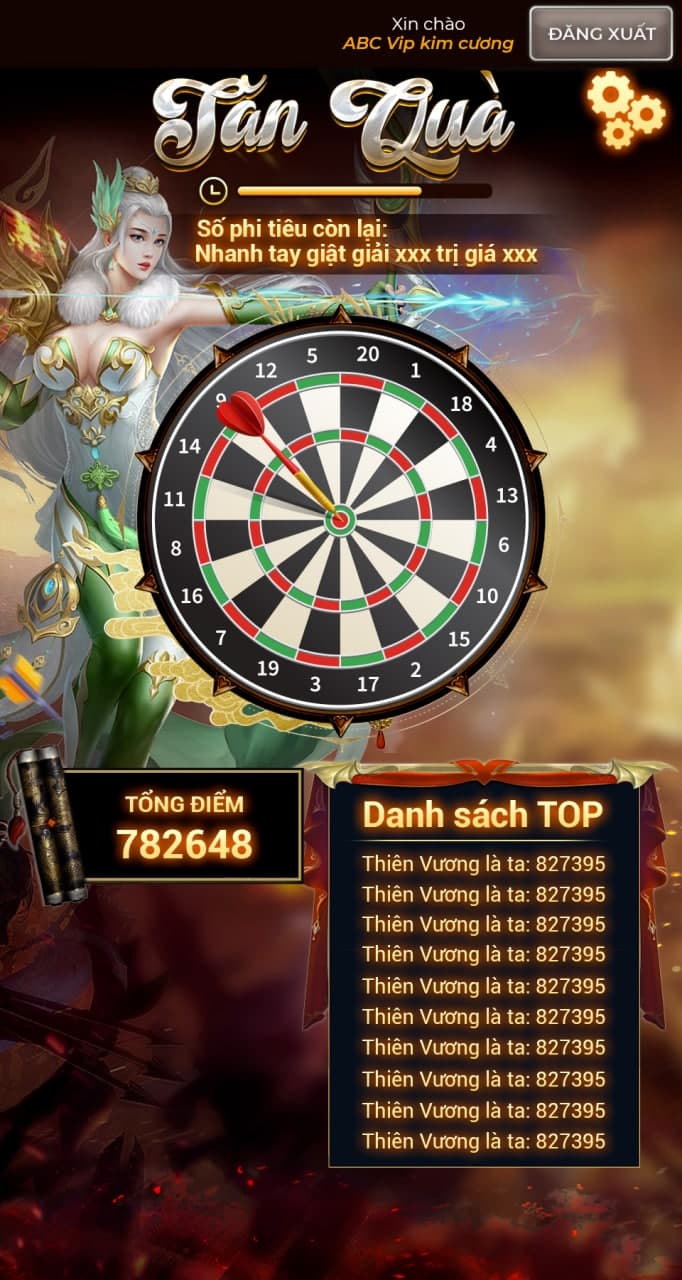 Xin chào
ABC Vip kim cương
ĐĂNG XUẤT
Tán Quà
Số phi tiêu còn lại:
Nhanh tay giật giải xxx trị giá xxx
20
1
18
4
13
6
10
15
2
17
3
19
7
16
8
11
14
9
12
5
TỔNG ĐIỂM
782648
Danh sách TOP
Thiên Vương là ta: 827395
Thiên Vương là ta: 827395
Thiên Vương là ta: 827395
Thiên Vương là ta: 827395
Thiên Vương là ta: 827395
Thiên Vương là ta: 827395
Thiên Vương là ta: 827395
Thiên Vương là ta: 827395
Thiên Vương là ta: 827395
Thiên Vương là ta: 827395